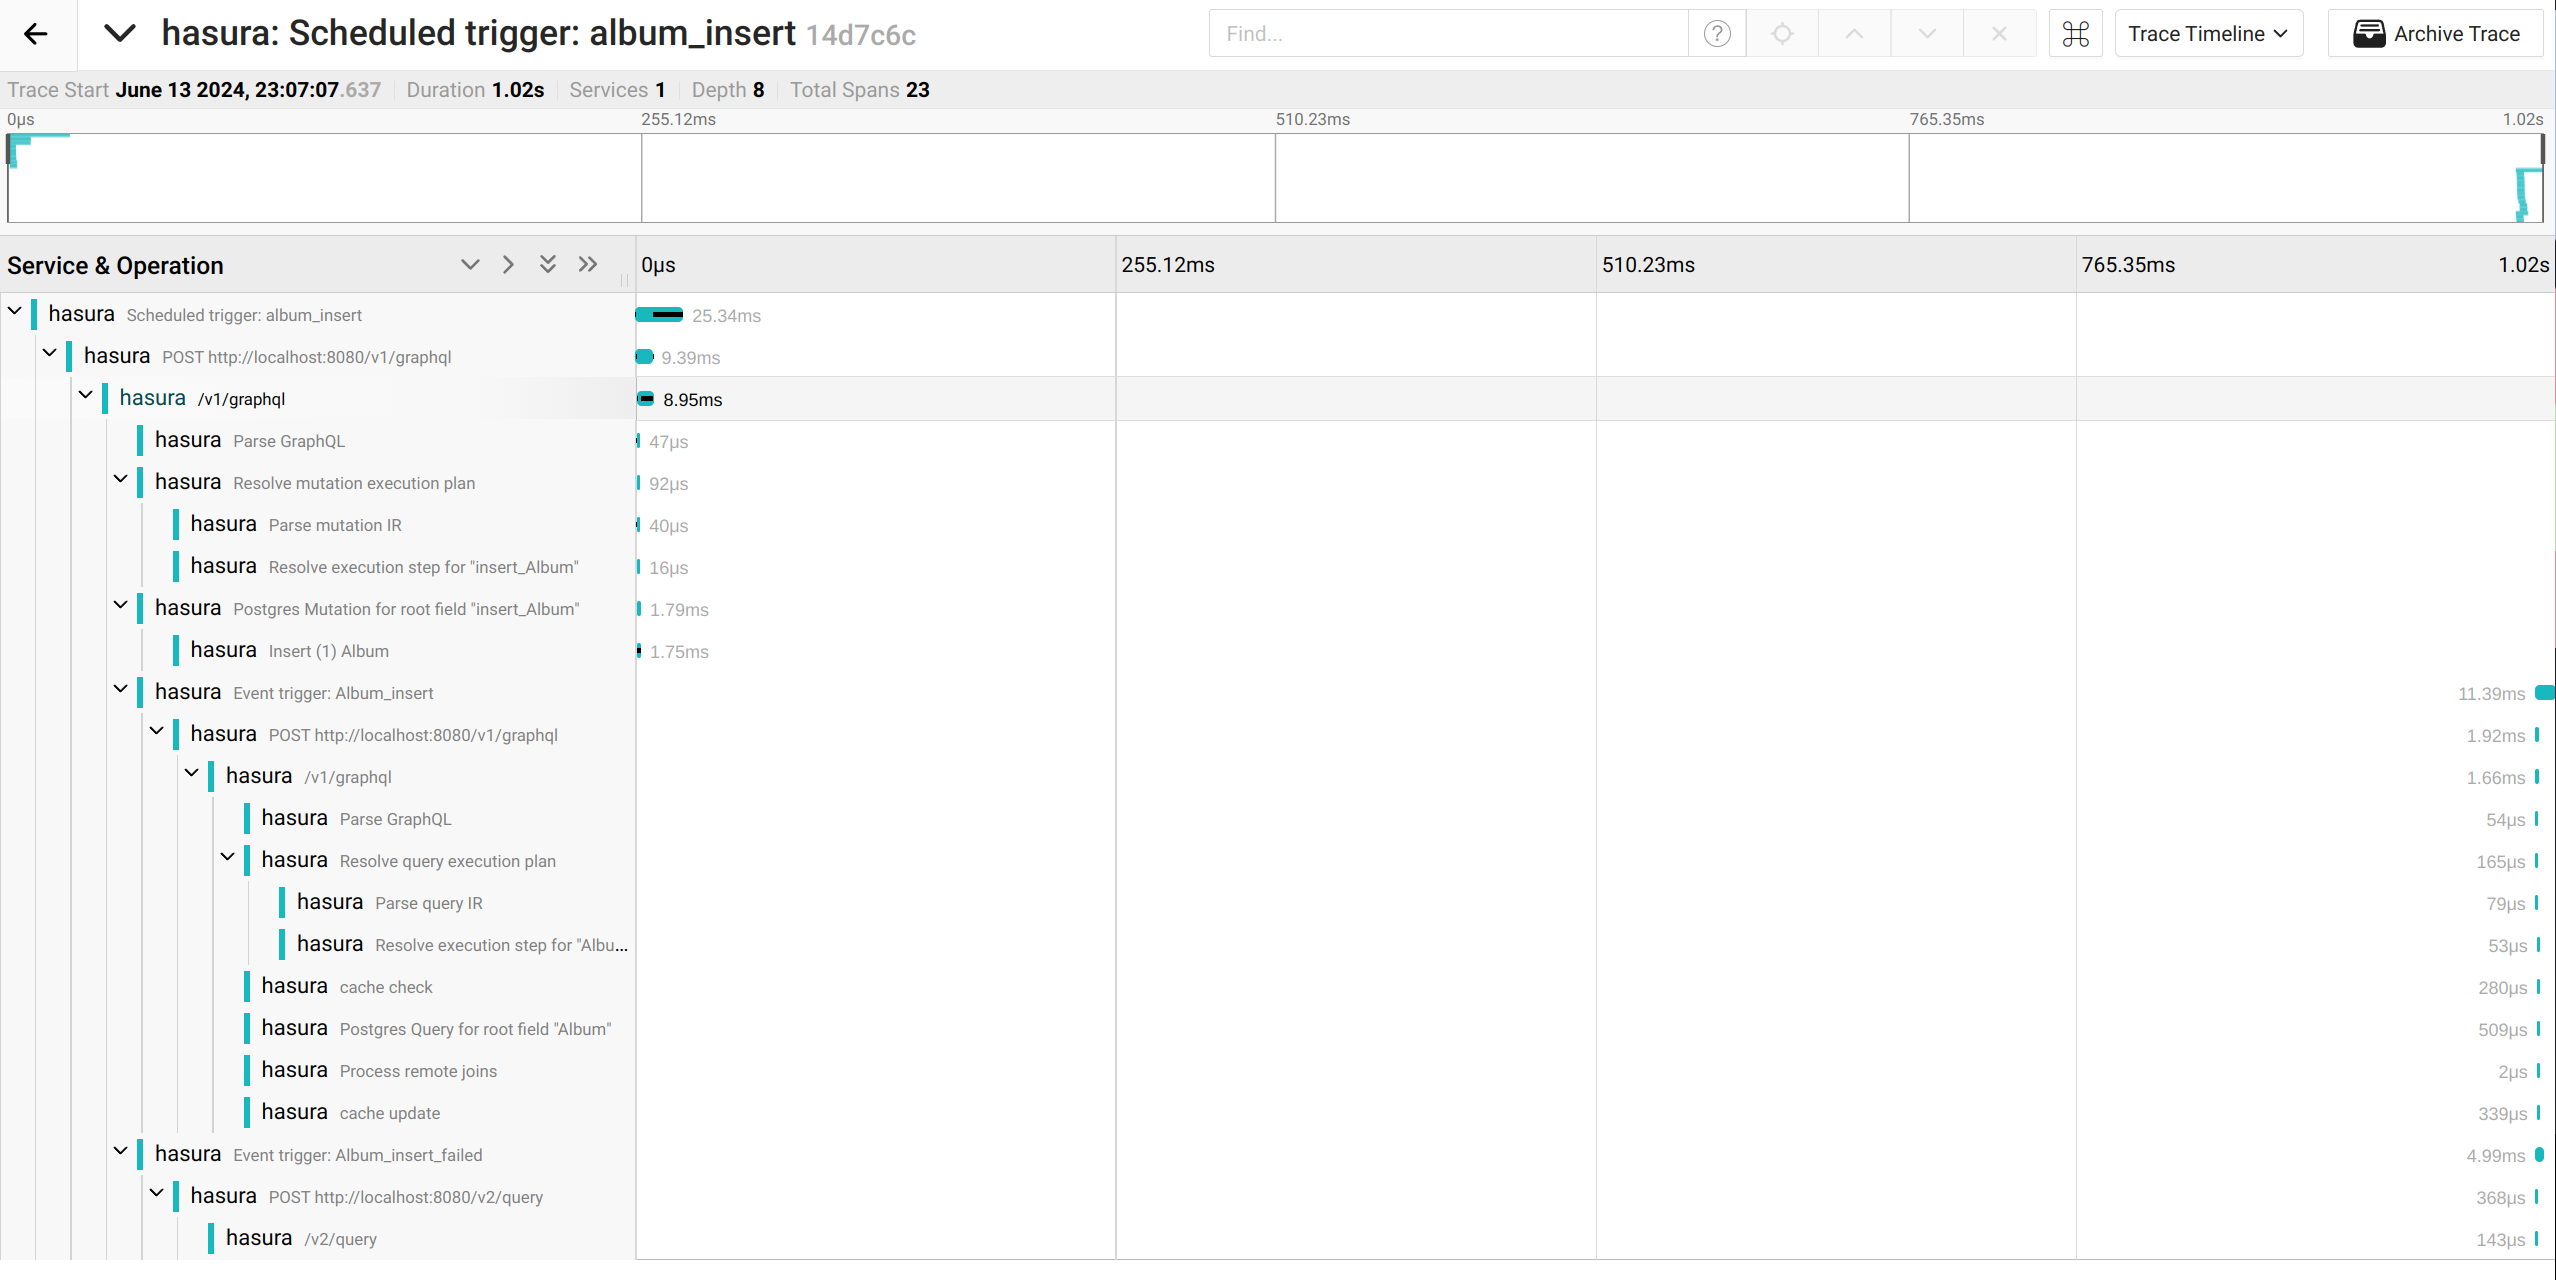 hasura: Scheduled trigger: album_insert 14d7c6c
Find...
Trace Timeline
Archive Trace
Trace Start June 13 2024, 23:07:07.637 Duration 1.02s Services 1 Depth 8 Total Spans 23
0μs 255.12ms 510.23ms 765.35ms 1.02s
Service & Operation 0μs 255.12ms 510.23ms 765.35ms 1.02s
hasura Scheduled trigger: album_insert 25.34ms
hasura POST http://localhost:8080/v1/graphql 9.39ms
hasura /v1/graphql 8.95ms
hasura Parse GraphQL 47μs
hasura Resolve mutation execution plan 92μs
hasura Parse mutation IR 40μs
hasura Resolve execution step for "insert_Album" 16μs
hasura Postgres Mutation for root field "insert_Album" 1.79ms
hasura Insert (1) Album 1.75ms
hasura Event trigger: Album_insert 11.39ms
hasura POST http://localhost:8080/v1/graphql 1.92ms
hasura /v1/graphql 1.66ms
hasura Parse GraphQL 54μs
hasura Resolve query execution plan 165μs
hasura Parse query IR 79μs
hasura Resolve execution step for "Albu... 53μs
hasura cache check 280μs
hasura Postgres Query for root field "Album" 509μs
hasura Process remote joins 2μs
hasura cache update 339μs
hasura Event trigger: Album_insert_failed 4.99ms
hasura POST http://localhost:8080/v2/query 368μs
hasura /v2/query 143μs